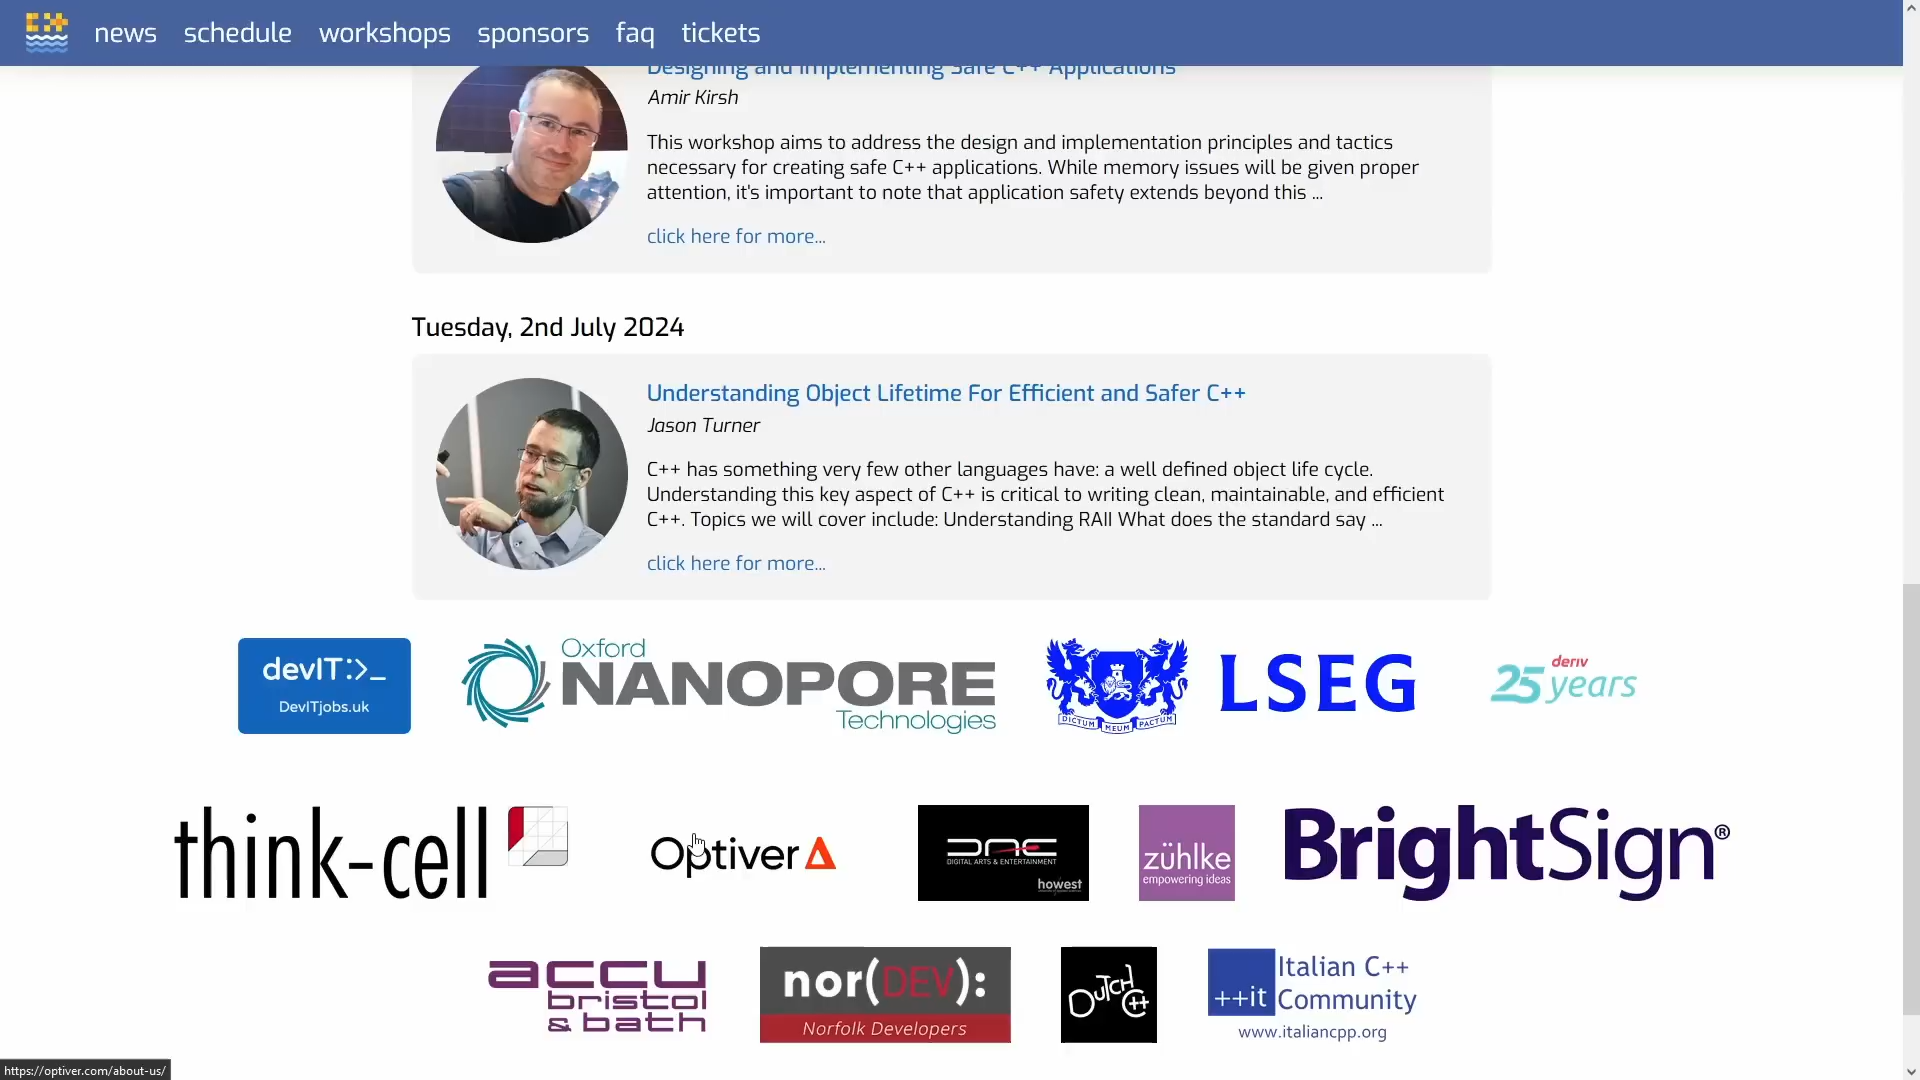 news schedule workshops sponsors faq tickets
Designing and Implementing Safe C++ Applications
Amir Kirsh
This workshop aims to address the design and implementation principles and tactics
necessary for creating safe C++ applications. While memory issues will be given proper
attention, it's important to note that application safety extends beyond this ...
click here for more...
Tuesday, 2nd July 2024
Understanding Object Lifetime For Efficient and Safer C++
Jason Turner
C++ has something very few other languages have: a well defined object life cycle.
Understanding this key aspect of C++ is critical to writing clean, maintainable, and efficient
C++. Topics we will cover include: Understanding RAII What does the standard say ...
click here for more...
devIT:>_
DevITjobs.uk
Oxford
NANOPORE
Technologies
DICTUM MEUM PACTUM
LSEG
deriv
25 years
think-cell
Optiver
DAE
DIGITAL ARTS & ENTERTAINMENT
howest
zühlke
empowering ideas
BrightSign®
accu
bristol
& bath
nor(DEV):
Norfolk Developers
DUTCH C++
++it
Italian C++
Community
www.italiancpp.org
https://optiver.com/about-us/